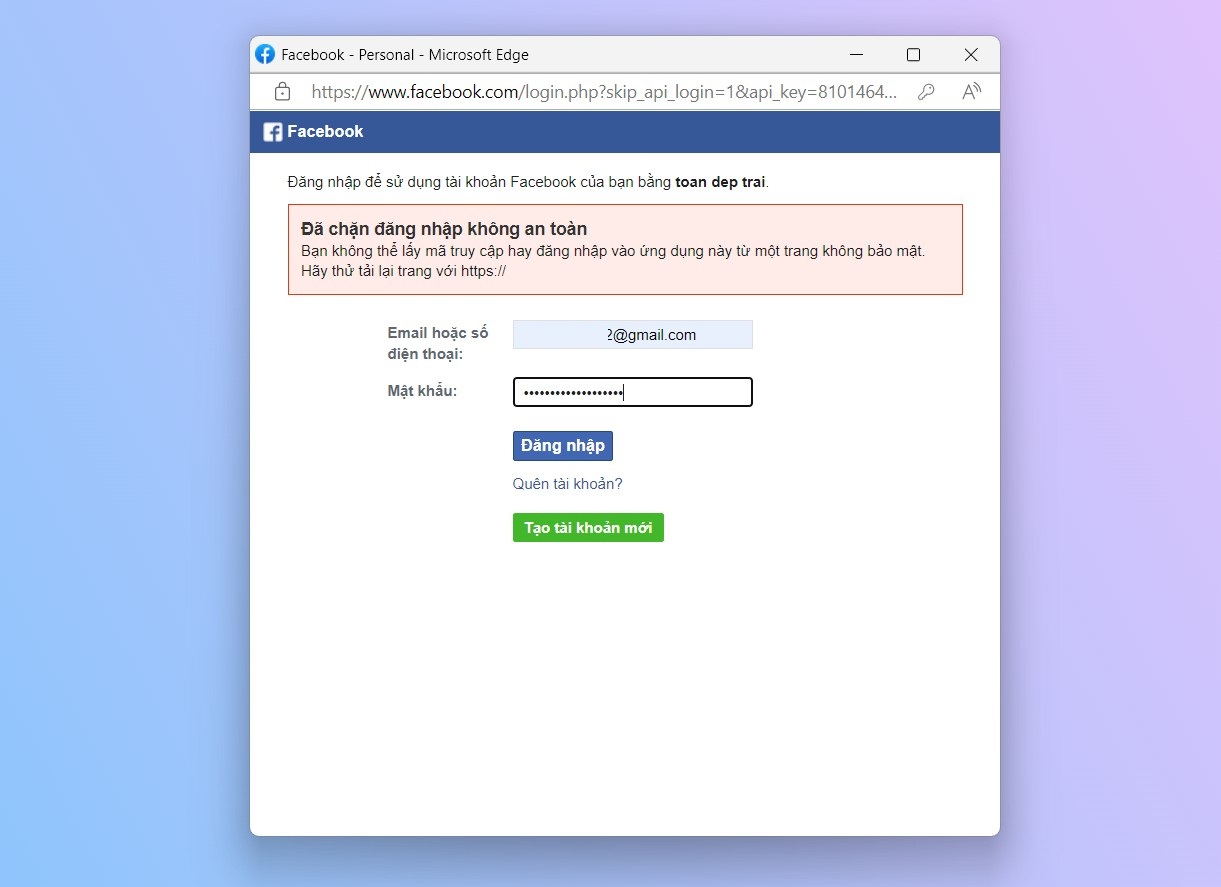 Facebook - Personal - Microsoft Edge
https://www.facebook.com/login.php?skip_api_login=1&api_key=8101464...
Facebook
Đăng nhập để sử dụng tài khoản Facebook của bạn bằng toan dep trai.
Đã chặn đăng nhập không an toàn
Bạn không thể lấy mã truy cập hay đăng nhập vào ứng dụng này từ một trang không bảo mật.
Hãy thử tải lại trang với https://
Email hoặc số
điện thoại:
2@gmail.com
Mật khẩu:
Đăng nhập
Quên tài khoản?
Tạo tài khoản mới